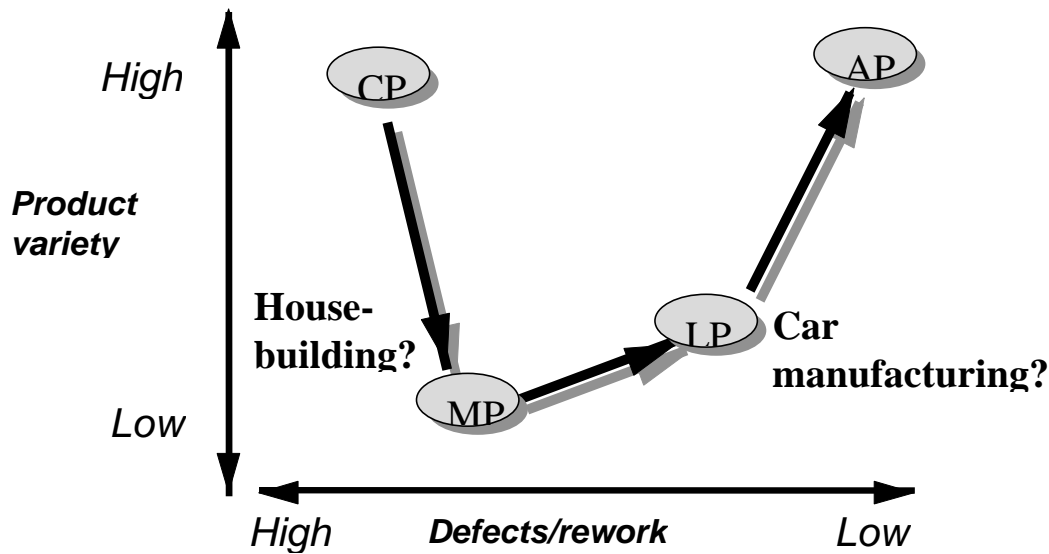 CP
AP
High
Product
variety
House-
building?
LP
Car
manufacturing?
MP
Low
High
Defects/rework
Low